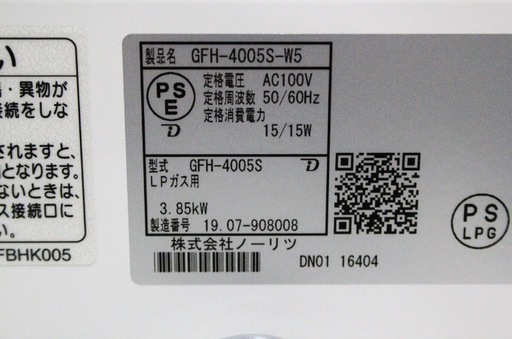 い
・異物が
接続をしな
されますと、
因となります。
ないときは、
ス接続口に
FBHK005
製品名 GFH-4005S-W5
PS
E
定格電圧 AC100V
定格周波数 50/60Hz
定格消費電力
15/15W
型式 GFH-4005S
LPガス用
3.85kW
製造番号 19.07-908008
株式会社ノーリツ
DN01 16404
PS
LPG